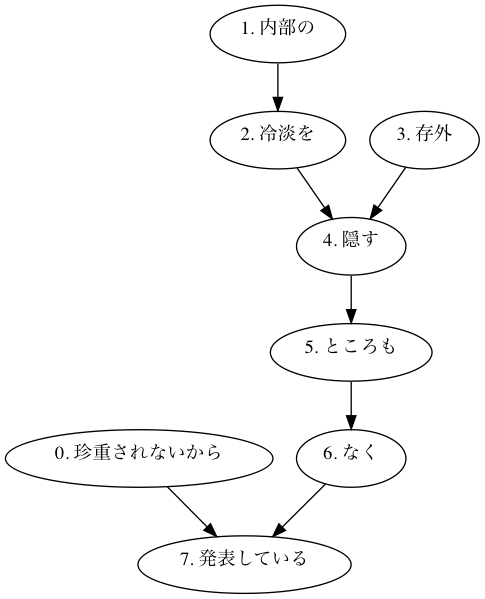 1. 内部の
2. 冷淡を
3. 存外
4. 隠す
5. ところも
0. 珍重されないから
6. なく
7. 発表している